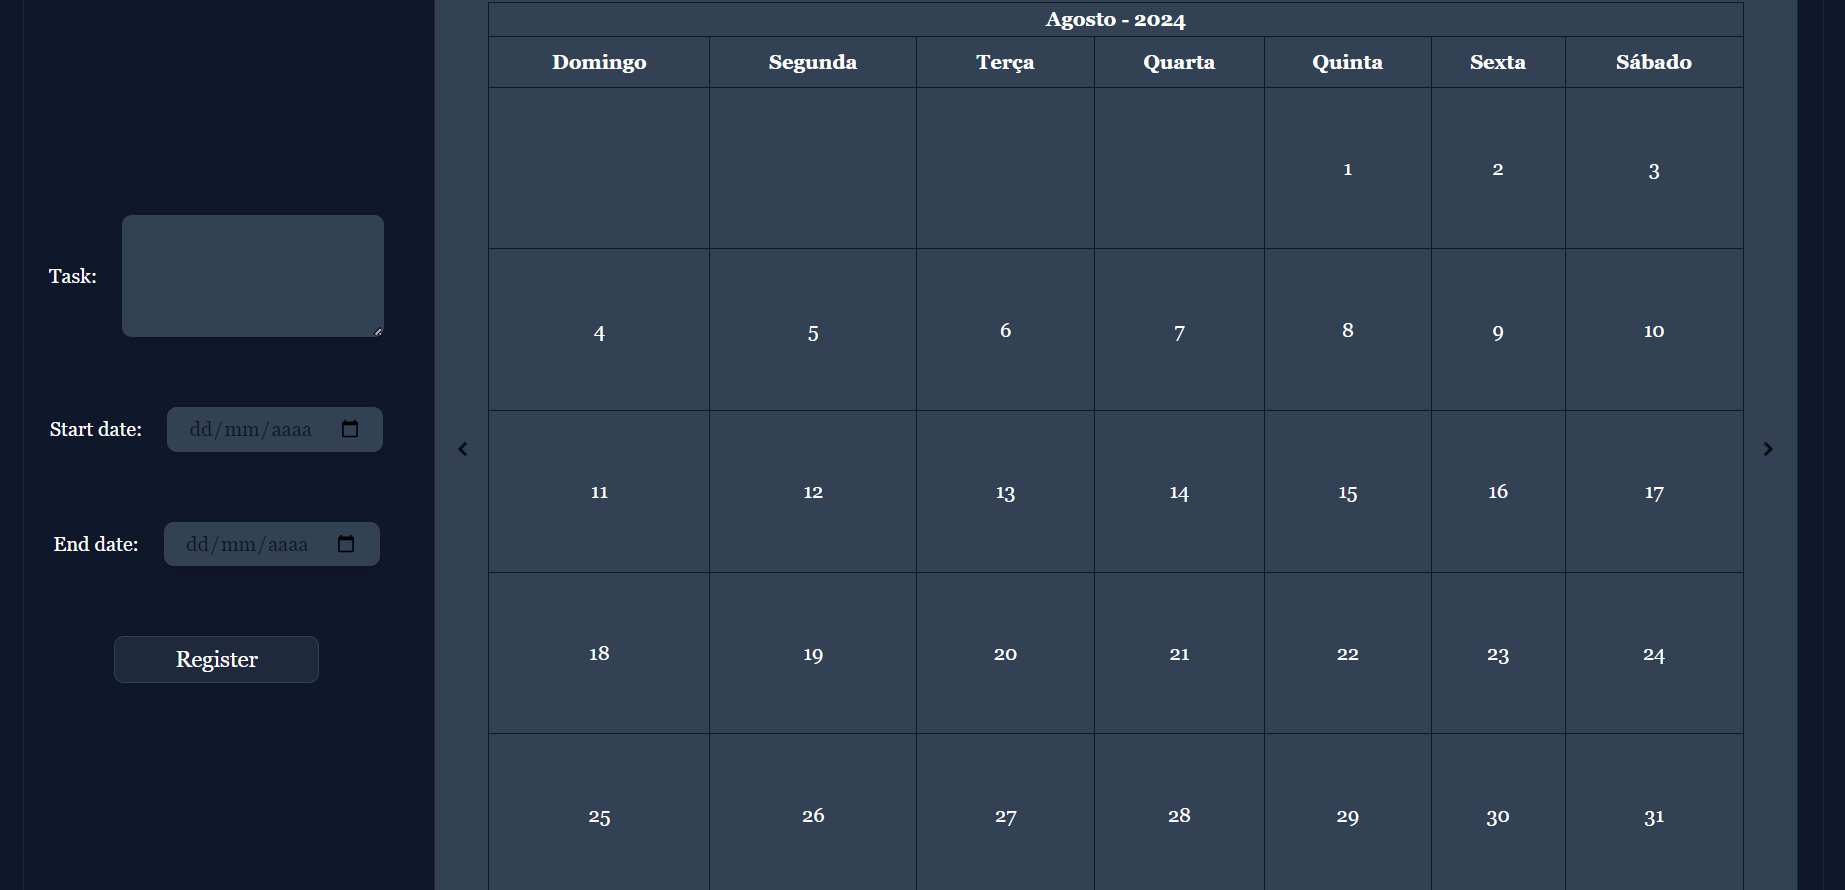 Task:
Start date: dd/mm/aaaa
End date: dd/mm/aaaa
Register
Agosto - 2024
Domingo Segunda Terça Quarta Quinta Sexta Sábado
1 2 3
4 5 6 7 8 9 10
11 12 13 14 15 16 17
18 19 20 21 22 23 24
25 26 27 28 29 30 31